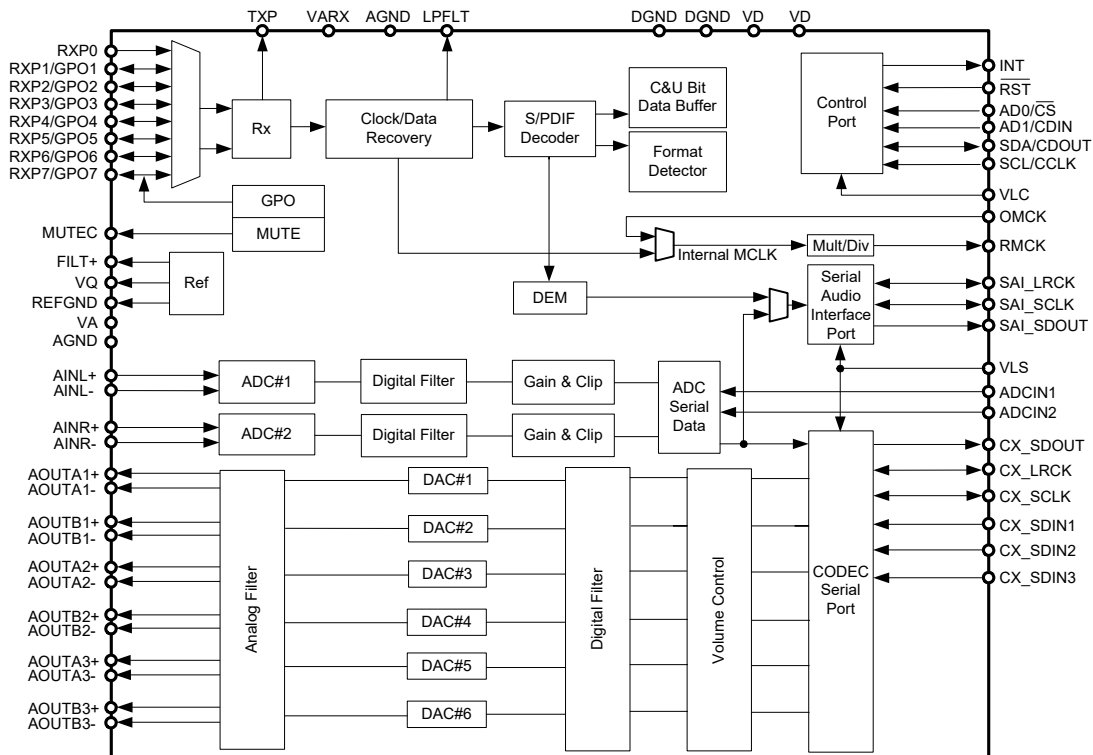 TXP
VARX
AGND
LPFLT
DGND
DGND
VD
VD
RXP0
RXP1/GPO1
RXP2/GPO2
RXP3/GPO3
RXP4/GPO4
RXP5/GPO5
RXP6/GPO6
RXP7/GPO7
MUTEC
FILT+
VQ
REFGND
VA
AGND
AINL+
AINL-
AINR+
AINR-
AOUTA1+
AOUTA1-
AOUTB1+
AOUTB1-
AOUTA2+
AOUTA2-
AOUTB2+
AOUTB2-
AOUTA3+
AOUTA3-
AOUTB3+
AOUTB3-
Rx
Clock/Data
Recovery
S/PDIF
Decoder
C&U Bit
Data Buffer
Format
Detector
Control
Port
GPO
MUTE
Ref
Internal MCLK
Mult/Div
DEM
Serial
Audio
Interface
Port
ADC#1
Digital Filter
Gain & Clip
ADC
Serial
Data
ADC#2
Digital Filter
Gain & Clip
Analog Filter
DAC#1
DAC#2
DAC#3
DAC#4
DAC#5
DAC#6
Digital Filter
Volume Control
CODEC
Serial
Port
INT
RST
AD0/CS
AD1/CDIN
SDA/CDOUT
SCL/CCLK
VLC
OMCK
RMCK
SAI_LRCK
SAI_SCLK
SAI_SDOUT
VLS
ADCIN1
ADCIN2
CX_SDOUT
CX_LRCK
CX_SCLK
CX_SDIN1
CX_SDIN2
CX_SDIN3